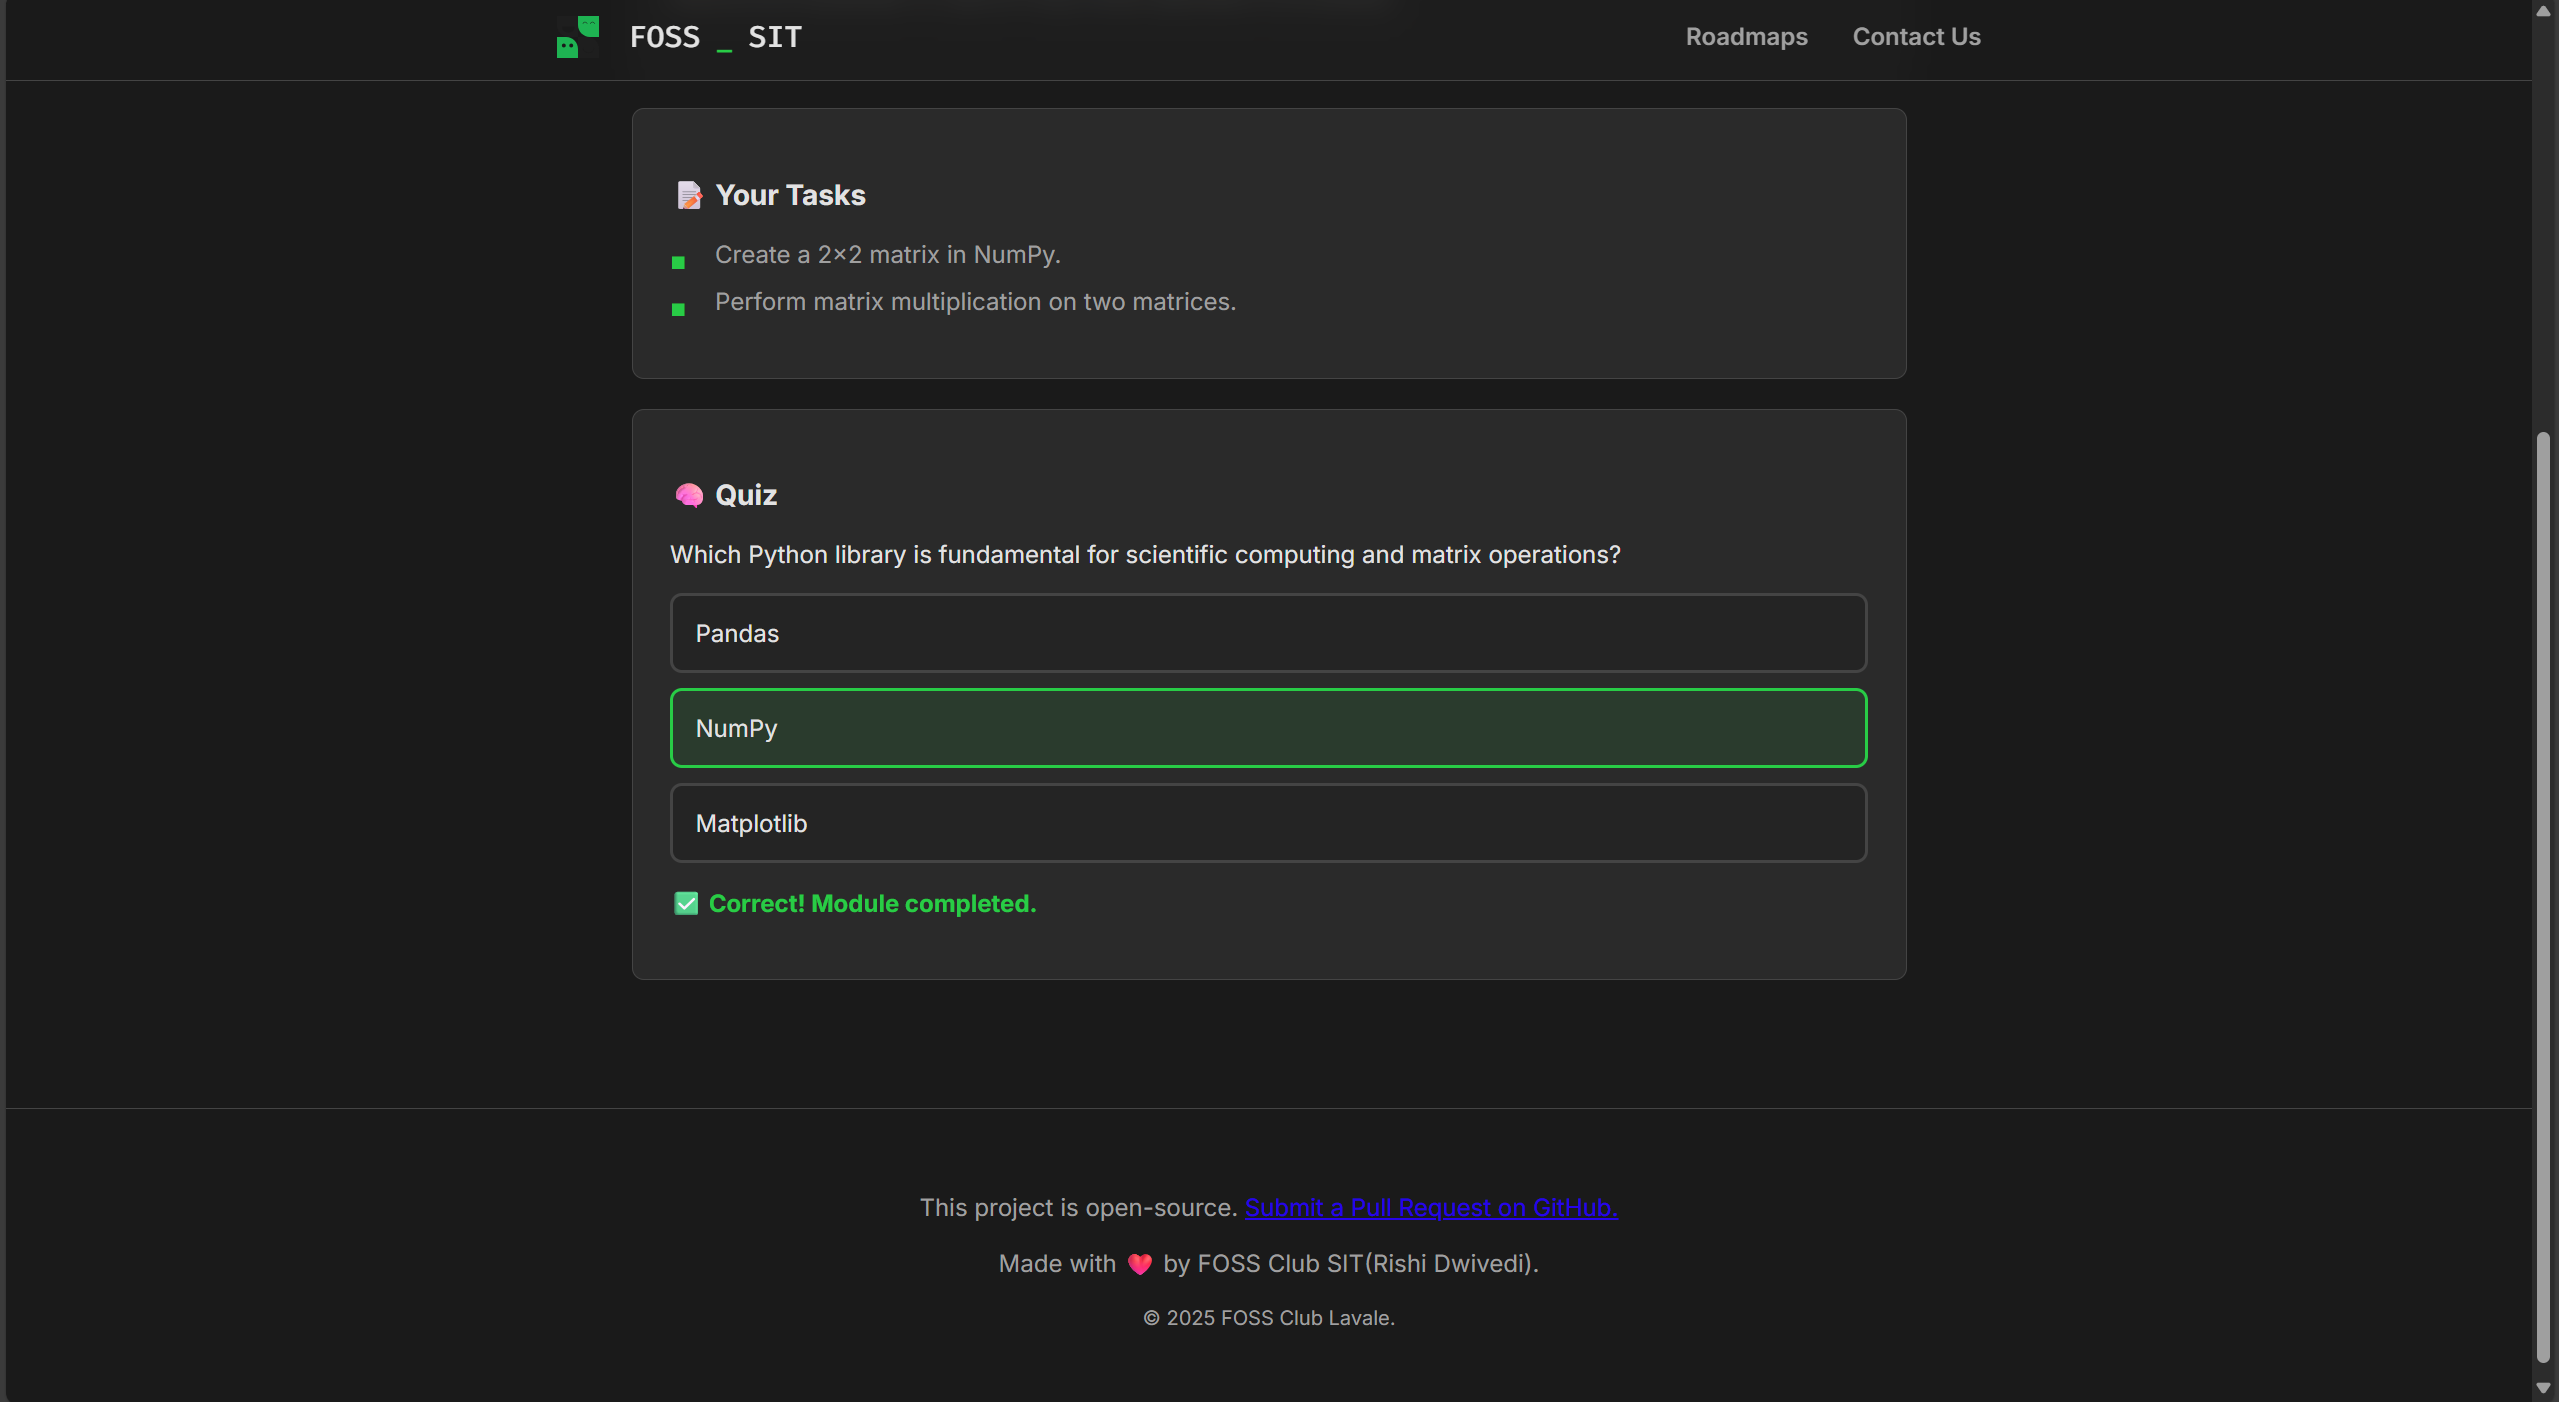 FOSS _ SIT
Roadmaps
Contact Us
Your Tasks
Create a 2×2 matrix in NumPy.
Perform matrix multiplication on two matrices.
Quiz
Which Python library is fundamental for scientific computing and matrix operations?
Pandas
NumPy
Matplotlib
Correct! Module completed.
This project is open-source. Submit a Pull Request on GitHub.
Made with ❤️ by FOSS Club SIT(Rishi Dwivedi).
© 2025 FOSS Club Lavale.